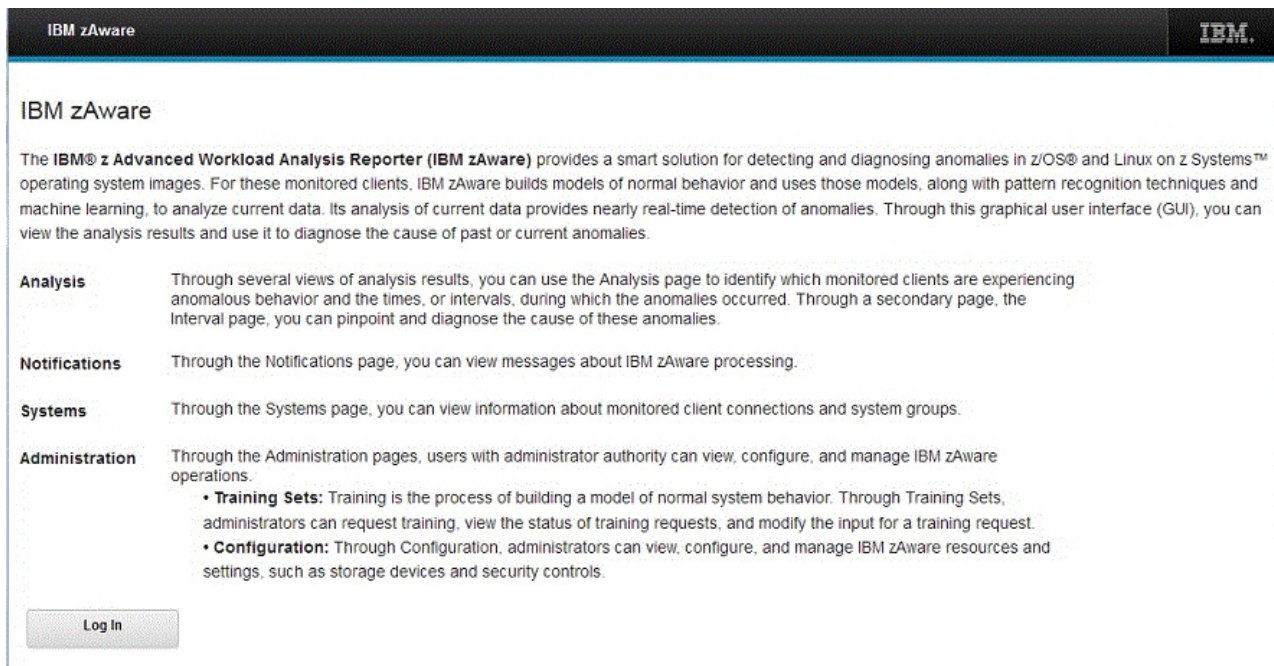 IBM zAware
IBM.
IBM zAware
The IBM® z Advanced Workload Analysis Reporter (IBM zAware) provides a smart solution for detecting and diagnosing anomalies in z/OS® and Linux on z Systems™
operating system images. For these monitored clients, IBM zAware builds models of normal behavior and uses those models, along with pattern recognition techniques and
machine learning, to analyze current data. Its analysis of current data provides nearly real-time detection of anomalies. Through this graphical user interface (GUI), you can
view the analysis results and use it to diagnose the cause of past or current anomalies.
Analysis Through several views of analysis results, you can use the Analysis page to identify which monitored clients are experiencing
anomalous behavior and the times, or intervals, during which the anomalies occurred. Through a secondary page, the
Interval page, you can pinpoint and diagnose the cause of these anomalies.
Notifications Through the Notifications page, you can view messages about IBM zAware processing.
Systems Through the Systems page, you can view information about monitored client connections and system groups.
Administration Through the Administration pages, users with administrator authority can view, configure, and manage IBM zAware
operations.
• Training Sets: Training is the process of building a model of normal system behavior. Through Training Sets,
administrators can request training, view the status of training requests, and modify the input for a training request.
• Configuration: Through Configuration, administrators can view, configure, and manage IBM zAware resources and
settings, such as storage devices and security controls.
Log In